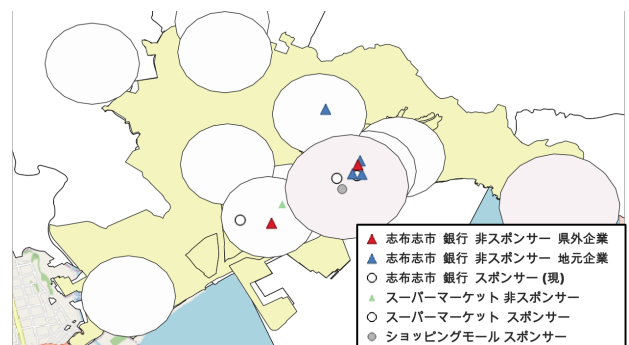 志布志市 銀行 非スポンサー 県外企業
志布志市 銀行 非スポンサー 地元企業
志布志市 銀行 スポンサー (現)
スーパーマーケット 非スポンサー
スーパーマーケット スポンサー
ショッピングモール スポンサー